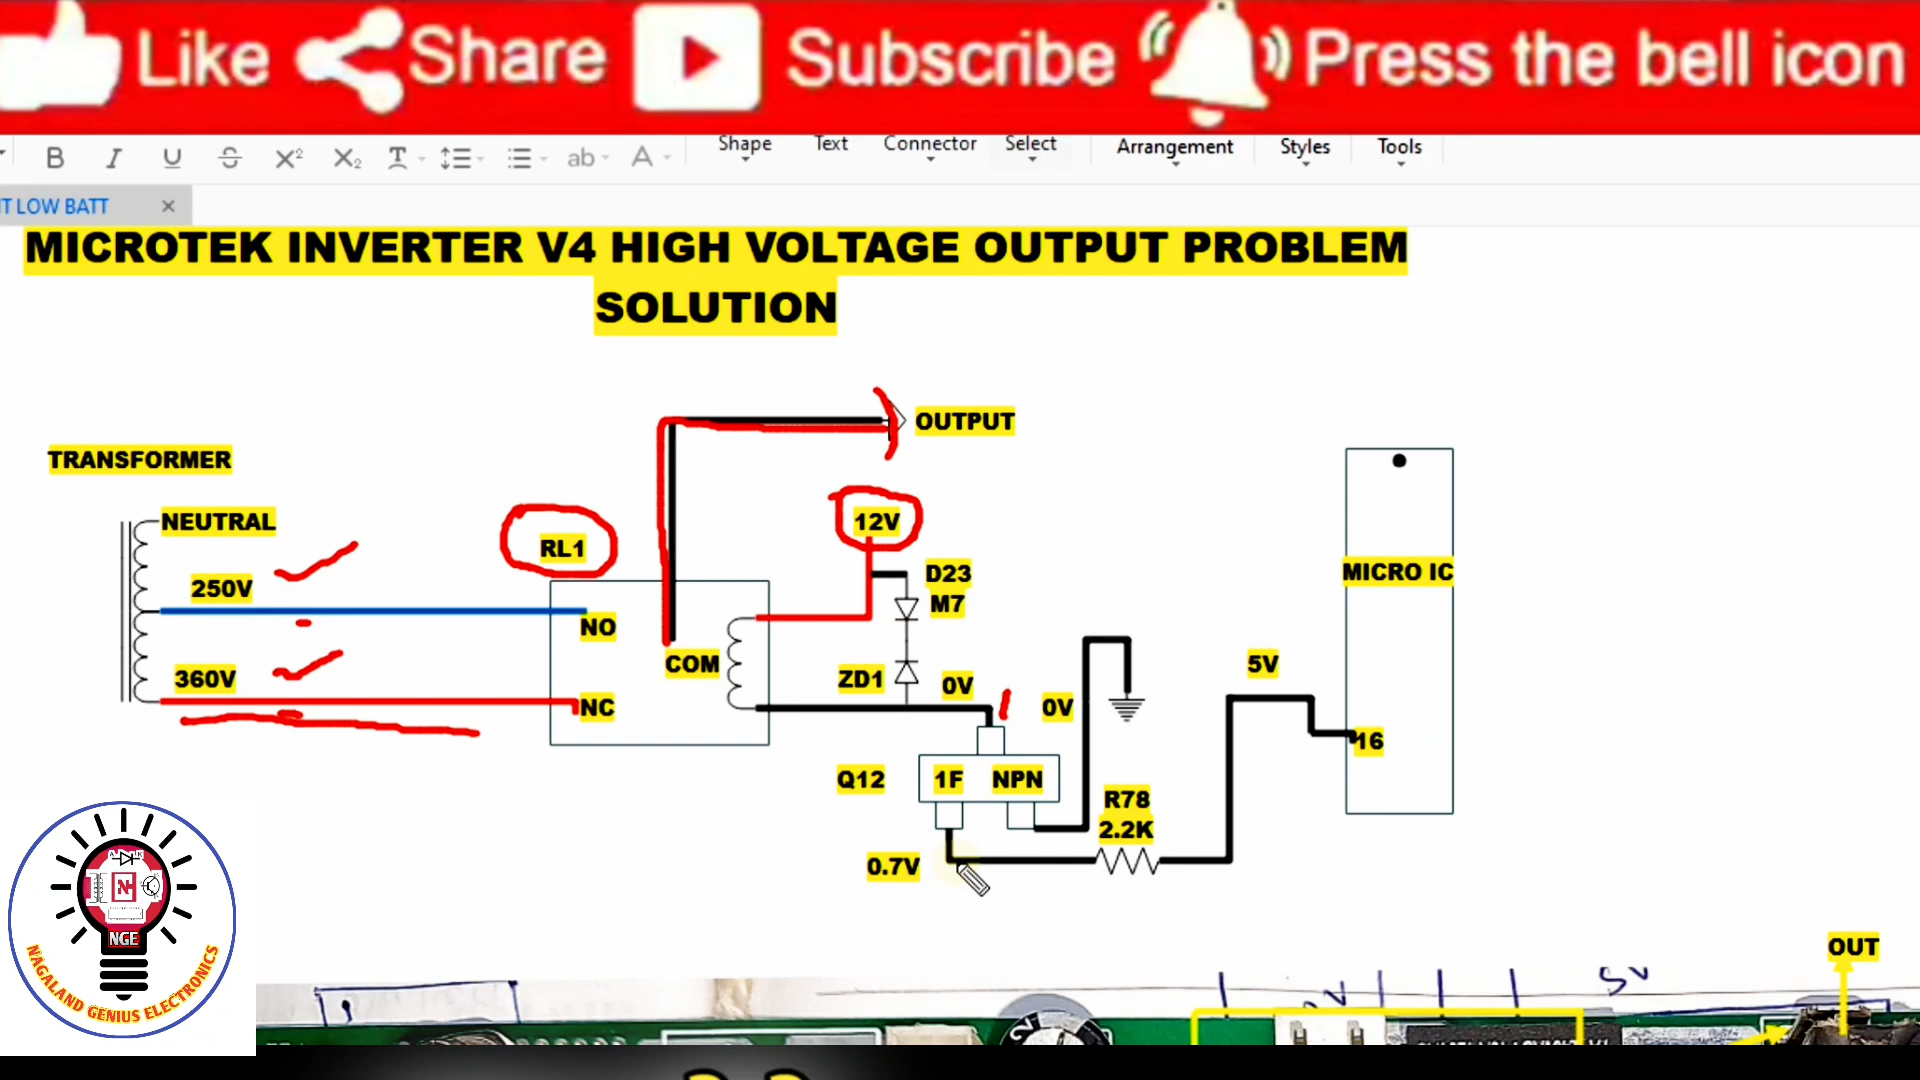 Like Share Subscribe Press the bell icon
B I U S X² X₂ T ab A
Shape Text Connector Select Arrangement Styles Tools
T LOW BATT ×
MICROTEK INVERTER V4 HIGH VOLTAGE OUTPUT PROBLEM
SOLUTION
OUTPUT
TRANSFORMER
NEUTRAL
RL1
12V
250V
D23
M7
MICRO IC
NO
COM
360V
NC
ZD1
0V
0V
5V
16
Q12
1F
NPN
R78
2.2K
0.7V
NGE
NAGALAND GENIUS ELECTRONICS
OUT
5V